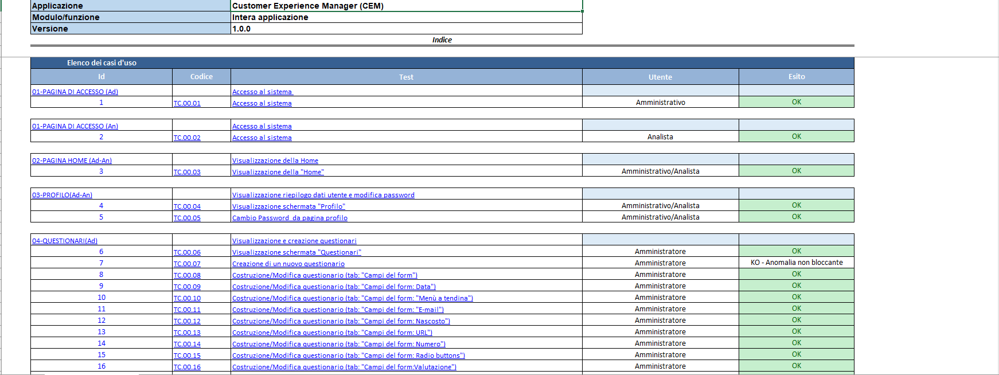 Applicazione Customer Experience Manager (CEM)
Modulo/funzione Intera applicazione
Versione 1.0.0
Indice
Elenco dei casi d'uso
Id Codice Test Utente Esito
01-PAGINA DI ACCESSO (Ad) Accesso al sistema
1 TC.00.01 Accesso al sistema Amministrativo OK
01-PAGINA DI ACCESSO (An) Accesso al sistema
2 TC.00.02 Accesso al sistema Analista OK
02-PAGINA HOME (Ad-An) Visualizzazione della Home
3 TC.00.03 Visualizzazione della "Home" Amministrativo/Analista OK
03-PROFILO(Ad-An) Visualizzazione riepilogo dati utente e modifica password
4 TC.00.04 Visualizzazione schermata "Profilo" Amministrativo/Analista OK
5 TC.00.05 Cambio Password da pagina profilo Amministrativo/Analista OK
04-QUESTIONARI(Ad) Visualizzazione e creazione questionari
6 TC.00.06 Visualizzazione schermata "Questionari" Amministratore OK
7 TC.00.07 Creazione di un nuovo questionario Amministratore KO - Anomalia non bloccante
8 TC.00.08 Costruzione/Modifica questionario (tab: "Campi del form") Amministratore OK
9 TC.00.09 Costruzione/Modifica questionario (tab: "Campi del form: Data") Amministratore OK
10 TC.00.10 Costruzione/Modifica questionario (tab: "Campi del form: "Menù a tendina") Amministratore OK
11 TC.00.11 Costruzione/Modifica questionario (tab: "Campi del form: "E-mail") Amministratore OK
12 TC.00.12 Costruzione/Modifica questionario (tab: "Campi del form: Nascosto") Amministratore OK
13 TC.00.13 Costruzione/Modifica questionario (tab: "Campi del form: URL") Amministratore OK
14 TC.00.14 Costruzione/Modifica questionario (tab: "Campi del form: Numero") Amministratore OK
15 TC.00.15 Costruzione/Modifica questionario (tab: "Campi del form: Radio buttons") Amministratore OK
16 TC.00.16 Costruzione/Modifica questionario (tab: "Campi del form:Valutazione") Amministratore OK